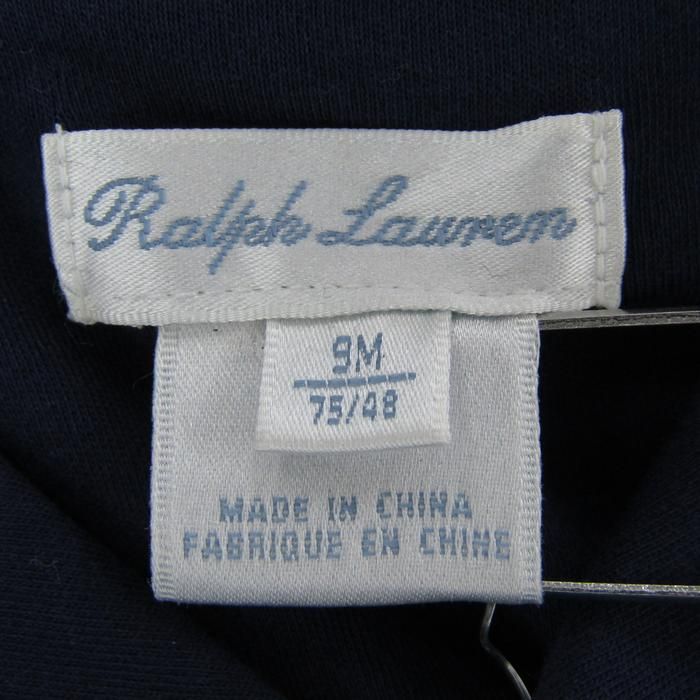 Ralph Lauren
9M
75/48
MADE IN CHINA
FABRIQUE EN CHINE